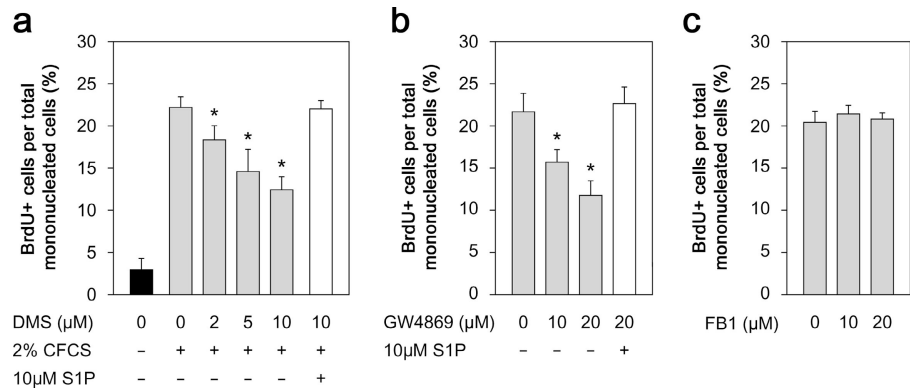 a
BrdU+ cells per total
mononucleated cells (%)
30
25
20
15
10
5
0
* * *
DMS (μM) 0 0 2 5 10 10
2% CFCS – + + + + +
10μM S1P – – – – – +
b
BrdU+ cells per total
mononucleated cells (%)
30
25
20
15
10
5
0
* *
GW4869 (μM) 0 10 20 20
10μM S1P – – – +
c
BrdU+ cells per total
mononucleated cells (%)
30
25
20
15
10
5
0
FB1 (μM) 0 10 20